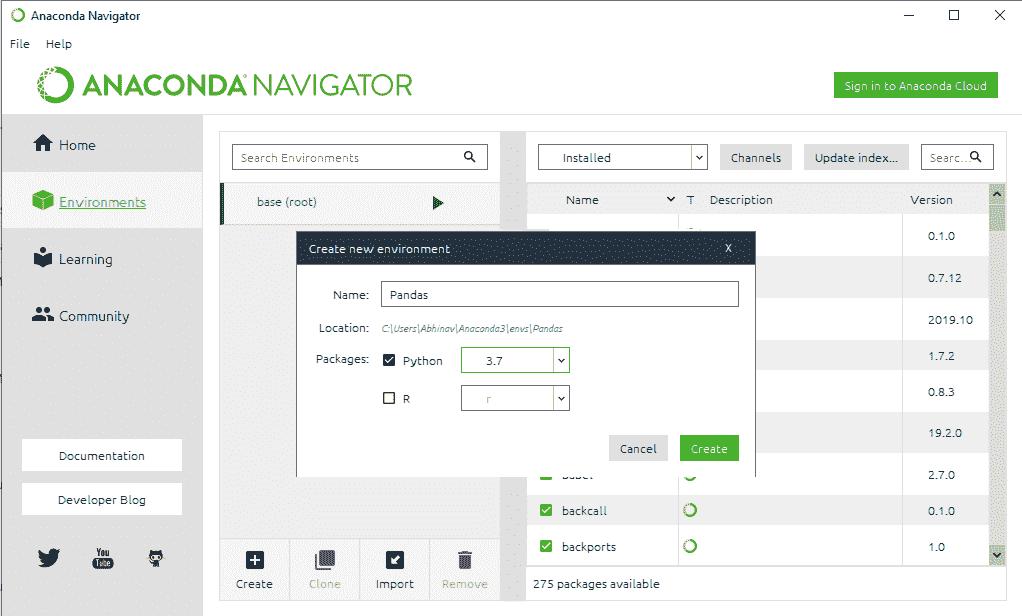 Anaconda Navigator
File Help
ANACONDA NAVIGATOR
Sign in to Anaconda Cloud
Home
Environments
Learning
Community
Documentation
Developer Blog
You
Tube
Search Environments
base (root)
Create
Clone
Import
Remove
Installed
Channels
Update index...
Searc...
Name T Description Version
0.1.0
0.7.12
2019.10
1.7.2
0.8.3
19.2.0
2.7.0
backcall 0.1.0
backports 1.0
275 packages available
Create new environment X
Name: Pandas
Location: C:\Users\Abhinav\Anaconda3\envs\Pandas
Packages: Python 3.7
R r
Cancel Create